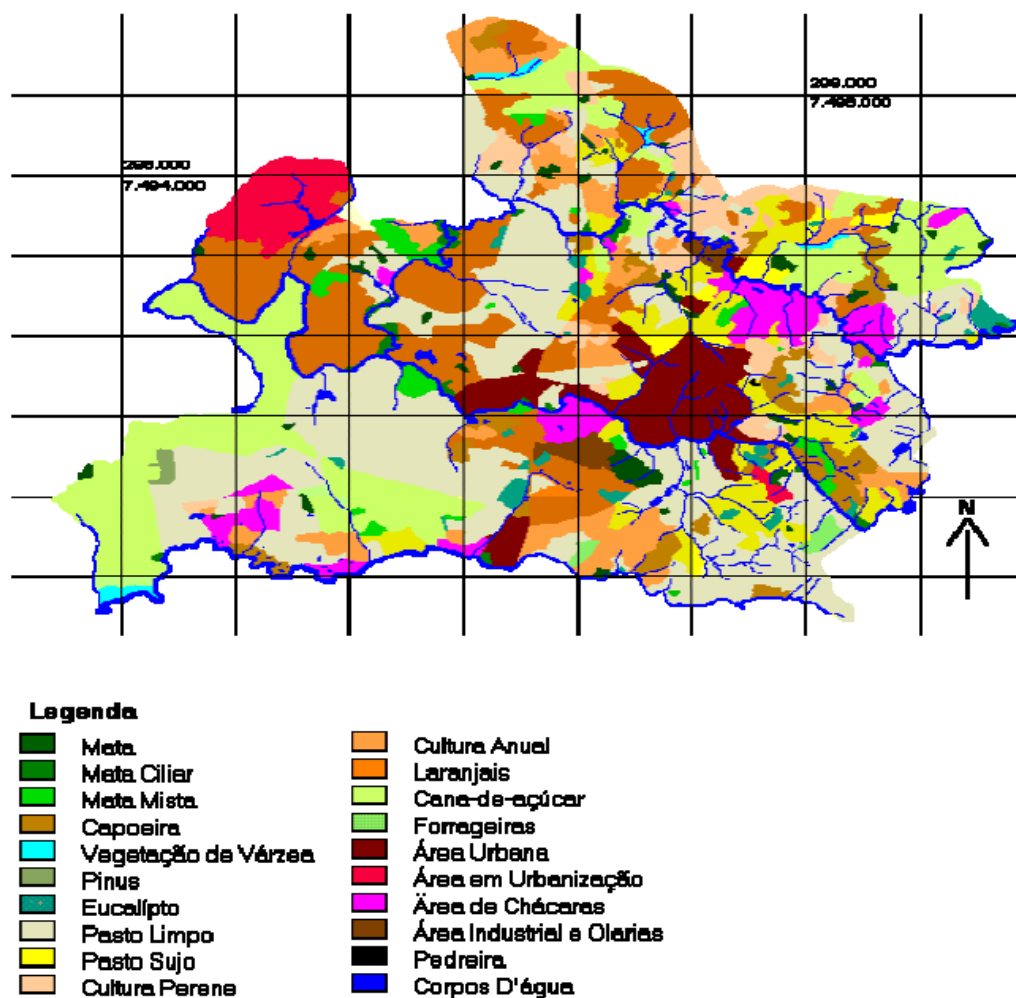 299.000
7.498.000
296.000
7.494.000
N
Legenda
Mata
Mata Ciliar
Mata Mista
Capoeira
Vegetação de Várzea
Pinus
Eucalípto
Pasto Limpo
Pasto Sujo
Cultura Perene
Cultura Anual
Laranjais
Cana-de-açúcar
Forrageiras
Área Urbana
Área em Urbanização
Ärea de Chácaras
Área Industrial e Olarias
Pedreira
Corpos D'água